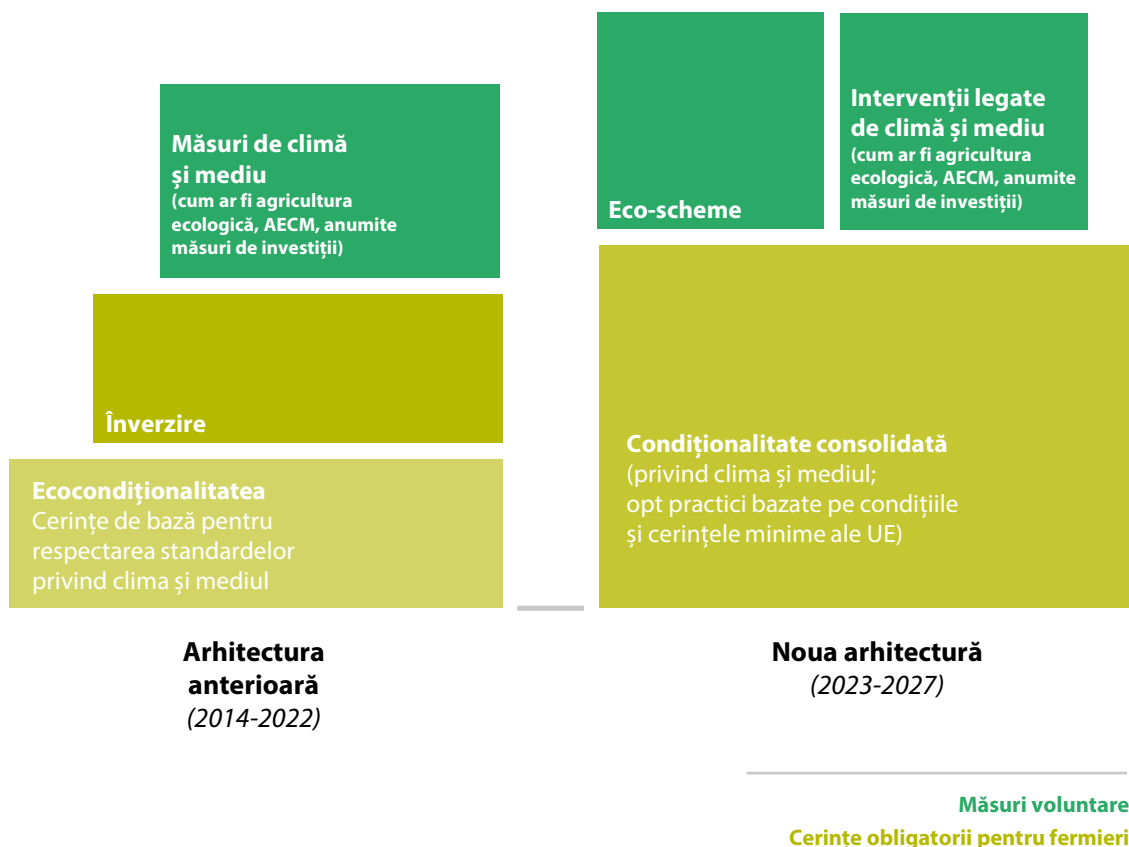 Măsuri de climă
și mediu
(cum ar fi agricultura
ecologică, AECM, anumite
măsuri de investiții)
Înverzire
Ecocondiționalitatea
Cerințe de bază pentru
respectarea standardelor
privind clima și mediul
Arhitectura
anterioară
(2014-2022)
Eco-scheme
Intervenții legate
de climă și mediu
(cum ar fi agricultura
ecologică, AECM, anumite
măsuri de investiții)
Condiționalitate consolidată
(privind clima și mediul;
opt practici bazate pe condițiile
și cerințele minime ale UE)
Noua arhitectură
(2023-2027)
Măsuri voluntare
Cerințe obligatorii pentru fermieri